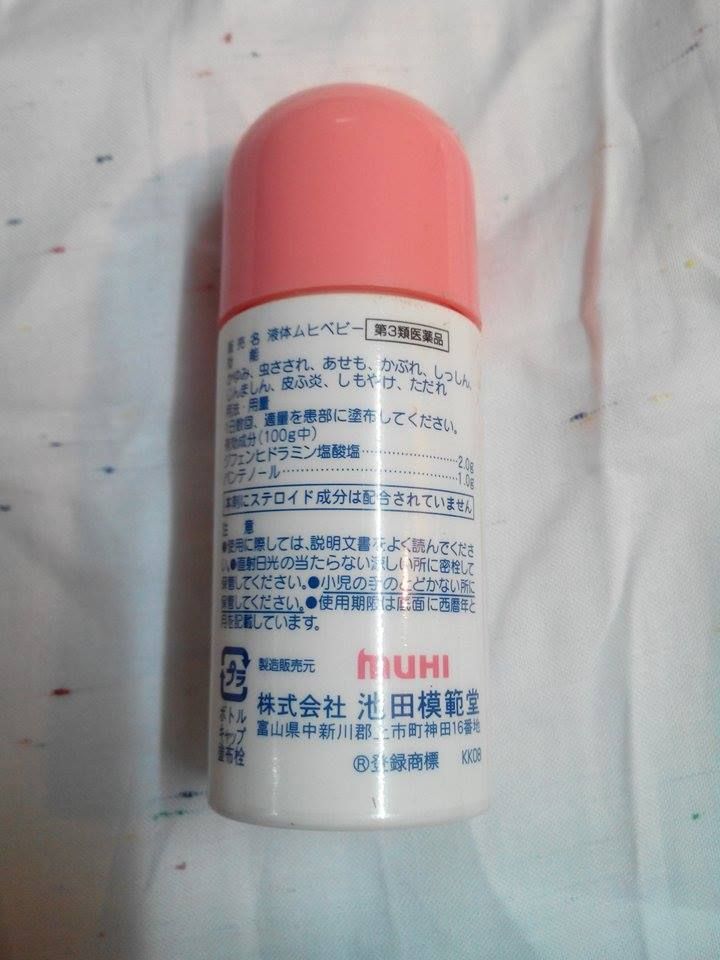 販売名 液体ムヒベビー 第3類医薬品
効 能
かゆみ、虫さされ、あせも、かぶれ、しっしん、
じんましん、皮ふ炎、しもやけ、ただれ
用法・用量
1日数回、適量を患部に塗布してください。
有効成分(100g中)
ジフェンヒドラミン塩酸塩……………………2.0g
パンテノール……………………………………1.0g
本剤にステロイド成分は配合されていません
注 意
●使用に際しては、説明文書をよく読んでくださ
い。●直射日光の当たらない涼しい所に密栓して
保管してください。●小児の手のとどかない所に
保管してください。●使用期限は底面に西暦年と
月を記載しています。
プラ
ボトル
キャップ
塗布栓
製造販売元 MUHI
株式会社 池田模範堂
富山県中新川郡上市町神田16番地
®登録商標 KK08